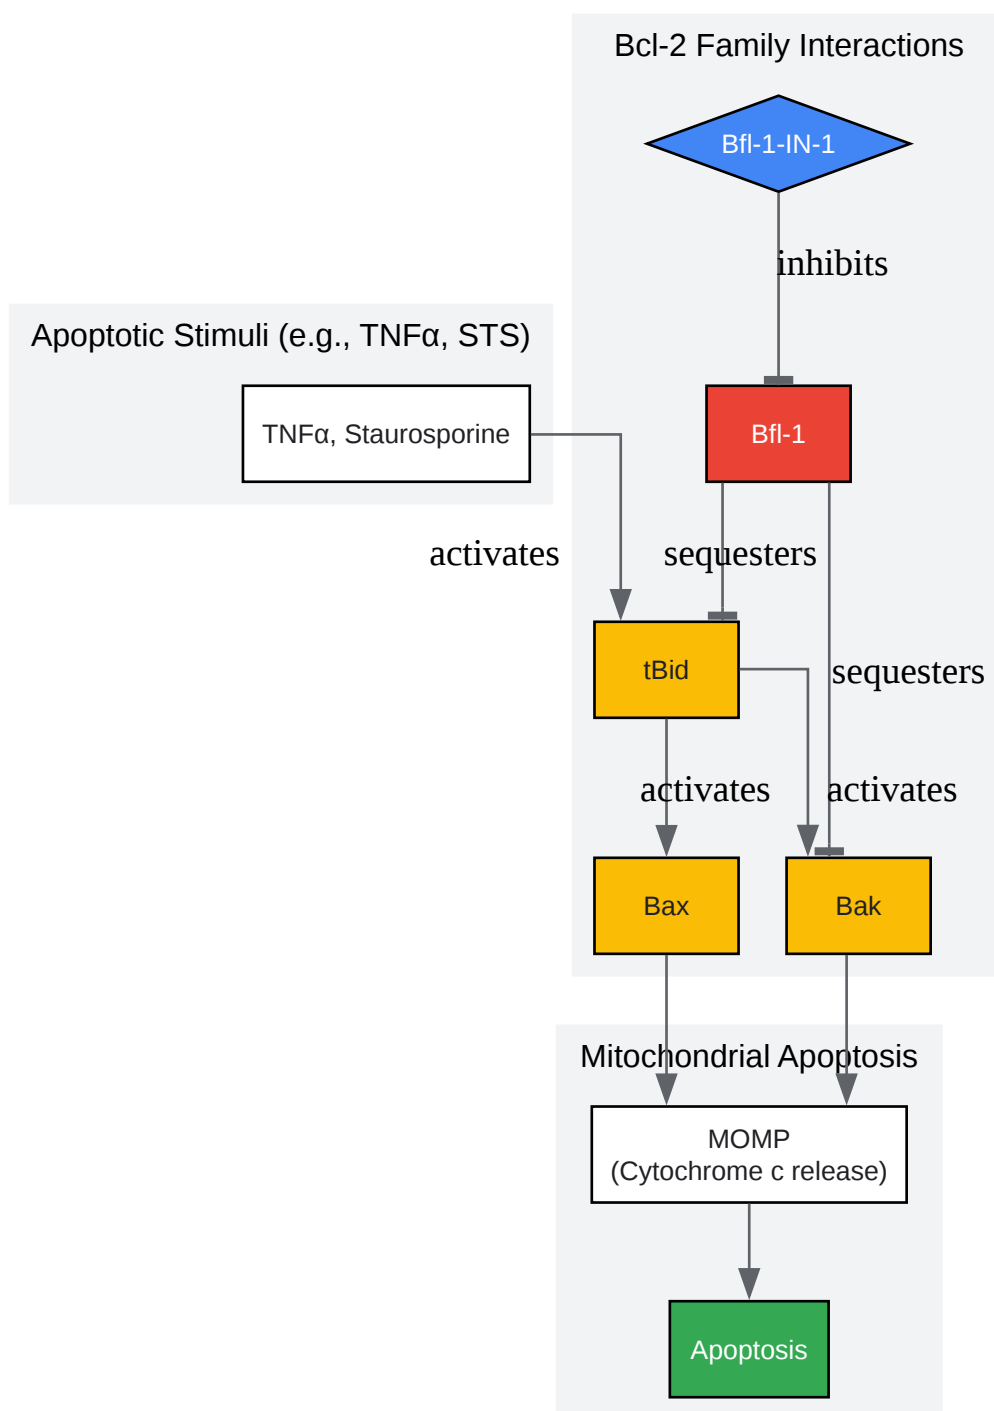 Bcl-2 Family Interactions
Bfl-1-IN-1
inhibits
Apoptotic Stimuli (e.g., TNFα, STS)
TNFα, Staurosporine
Bfl-1
activates
sequesters
tBid
sequesters
activates
activates
Bax
Bak
Mitochondrial Apoptosis
MOMP
(Cytochrome c release)
Apoptosis